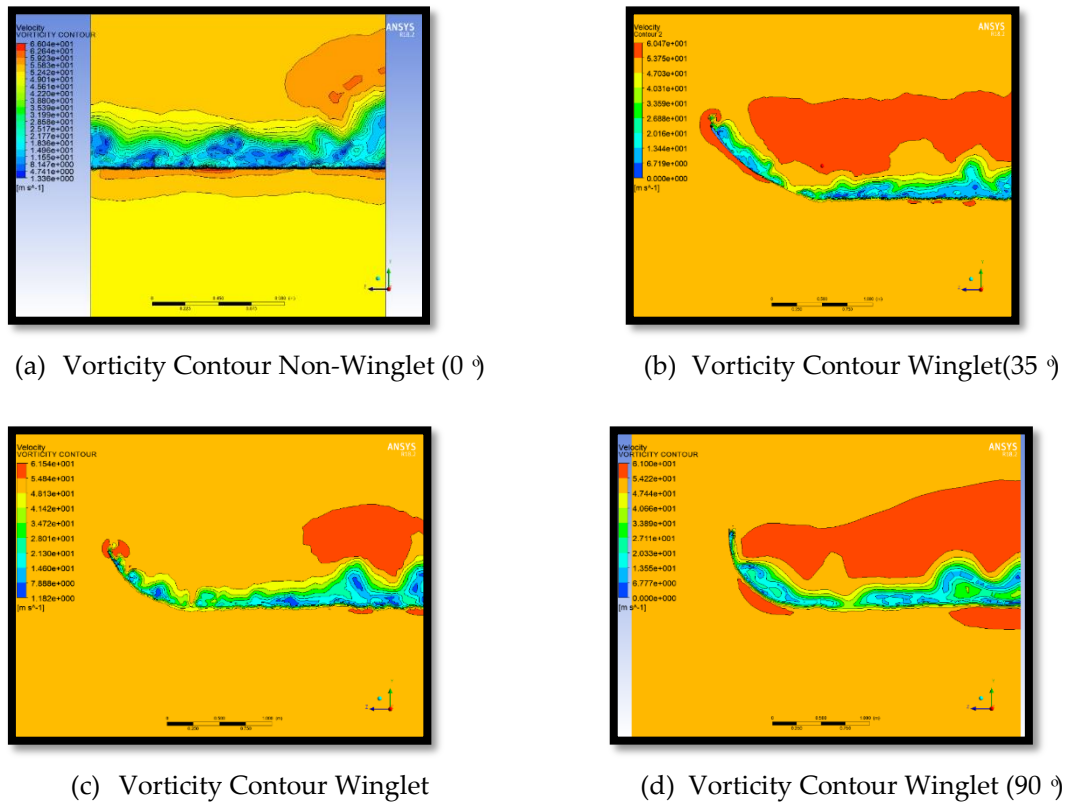 Velocity
VORTICITY CONTOUR
6.604e+001
6.264e+001
5.923e+001
5.583e+001
5.242e+001
4.901e+001
4.561e+001
4.220e+001
3.880e+001
3.539e+001
3.199e+001
2.858e+001
2.517e+001
2.177e+001
1.836e+001
1.496e+001
1.155e+001
8.147e+000
4.741e+000
1.336e+000
[m s^-1]
ANSYS
R18.2
(a) Vorticity Contour Non-Winglet (0 º)
Velocity
Contour 2
6.047e+001
5.375e+001
4.703e+001
4.031e+001
3.359e+001
2.688e+001
2.016e+001
1.344e+001
6.719e+000
0.000e+000
[m s^-1]
ANSYS
R18.2
(b) Vorticity Contour Winglet(35 º)
Velocity
VORTICITY CONTOUR
6.154e+001
5.484e+001
4.813e+001
4.142e+001
3.472e+001
2.801e+001
2.130e+001
1.460e+001
7.888e+000
1.182e+000
[m s^-1]
ANSYS
R18.2
(c) Vorticity Contour Winglet
Velocity
VORTICITY CONTOUR
6.100e+001
5.422e+001
4.744e+001
4.066e+001
3.389e+001
2.711e+001
2.033e+001
1.355e+001
6.777e+000
0.000e+000
[m s^-1]
ANSYS
R18.2
(d) Vorticity Contour Winglet (90 º)